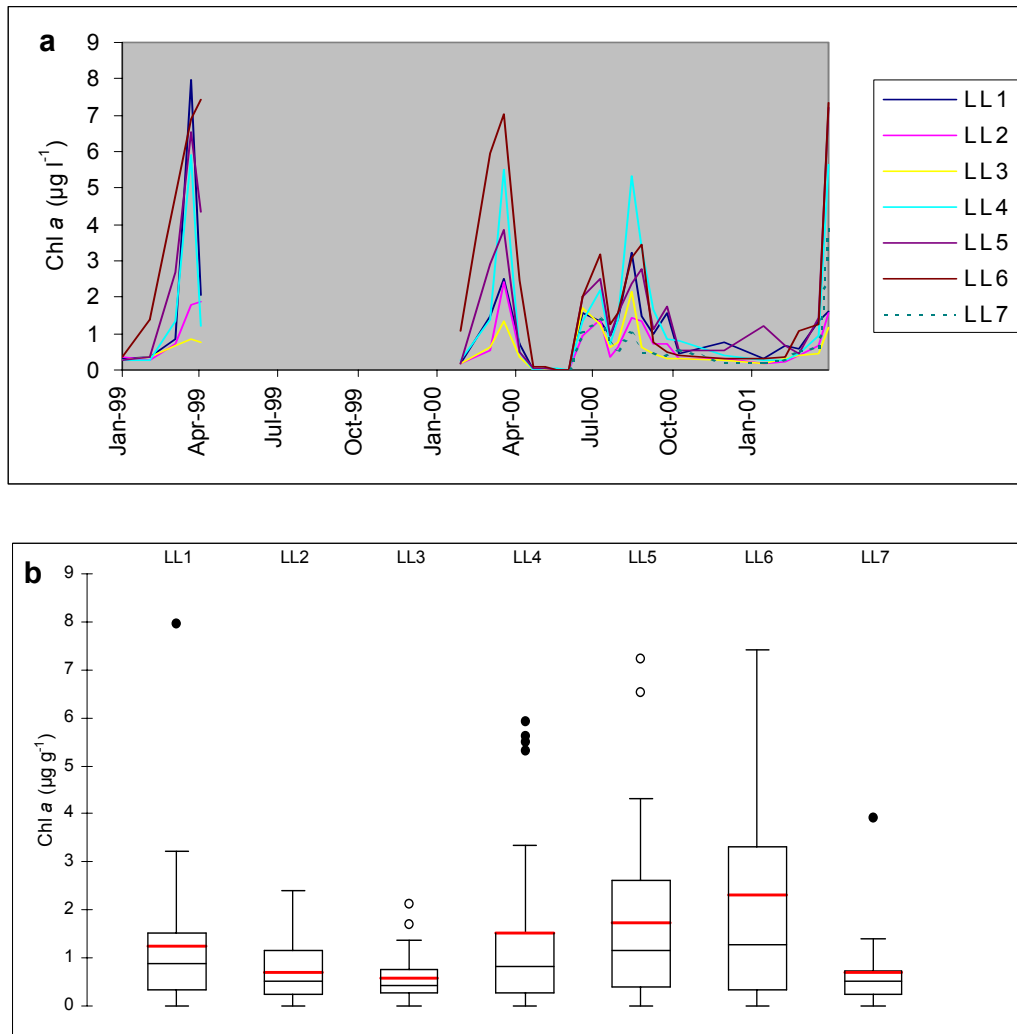 a
Chl a (µg l⁻¹)
9
8
7
6
5
4
3
2
1
0
Jan-99
Apr-99
Jul-99
Oct-99
Jan-00
Apr-00
Jul-00
Oct-00
Jan-01
LL1
LL2
LL3
LL4
LL5
LL6
LL7
b
LL1 LL2 LL3 LL4 LL5 LL6 LL7
Chl a (µg g⁻¹)
9
8
7
6
5
4
3
2
1
0